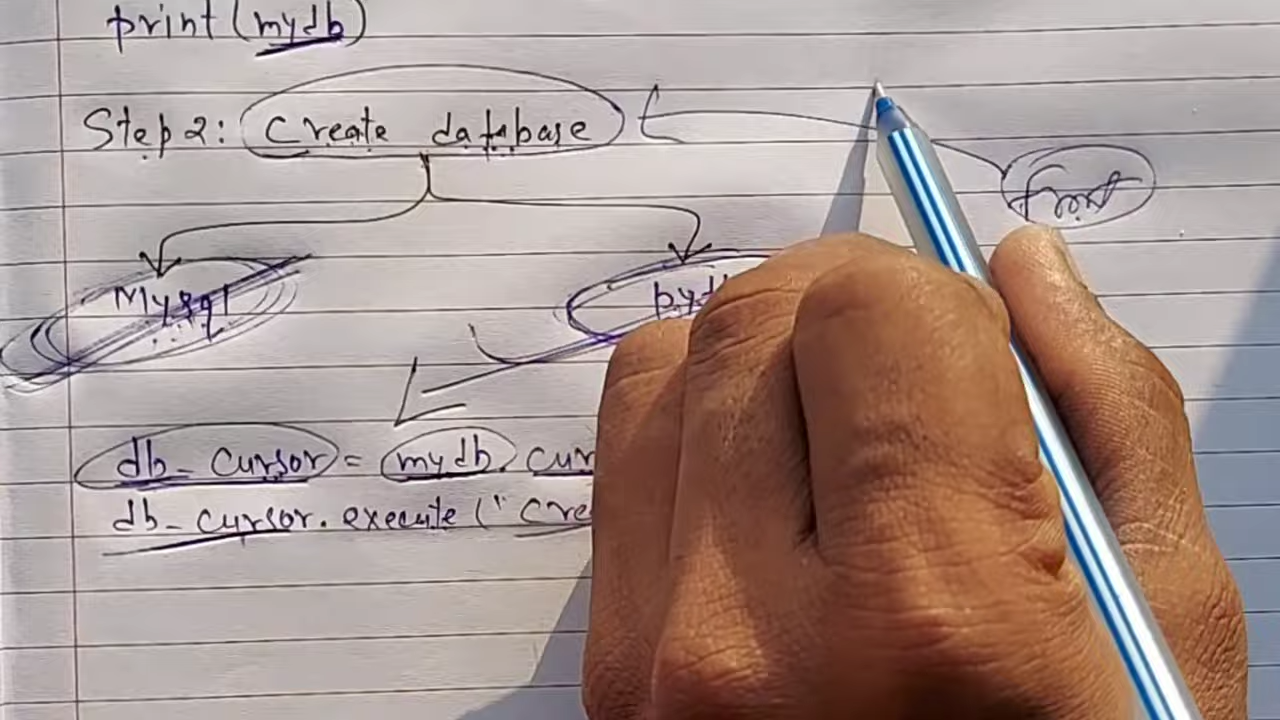 print(mydb)
Step 2: Create database
Front
Mysql
db_cursor = mydb.
db_cursor.execute("